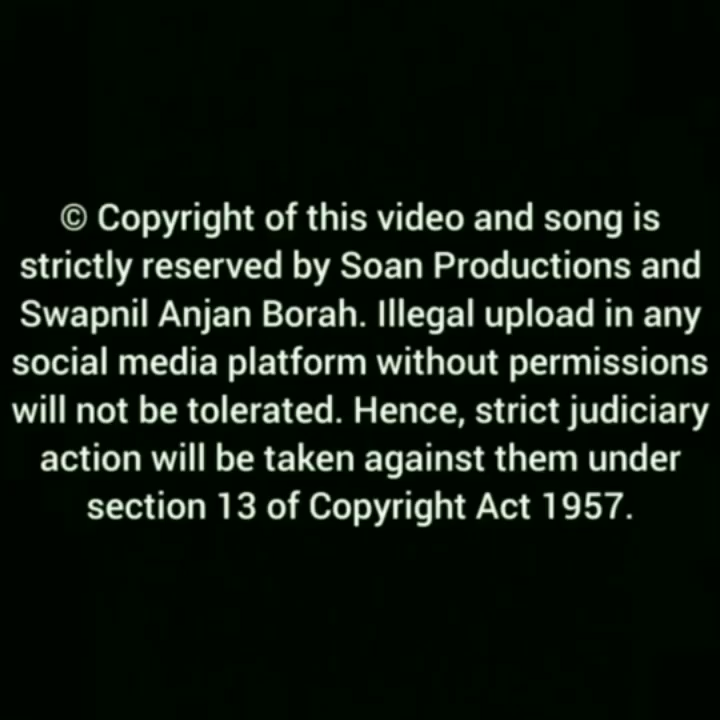 © Copyright of this video and song is
strictly reserved by Soan Productions and
Swapnil Anjan Borah. Illegal upload in any
social media platform without permissions
will not be tolerated. Hence, strict judiciary
action will be taken against them under
section 13 of Copyright Act 1957.